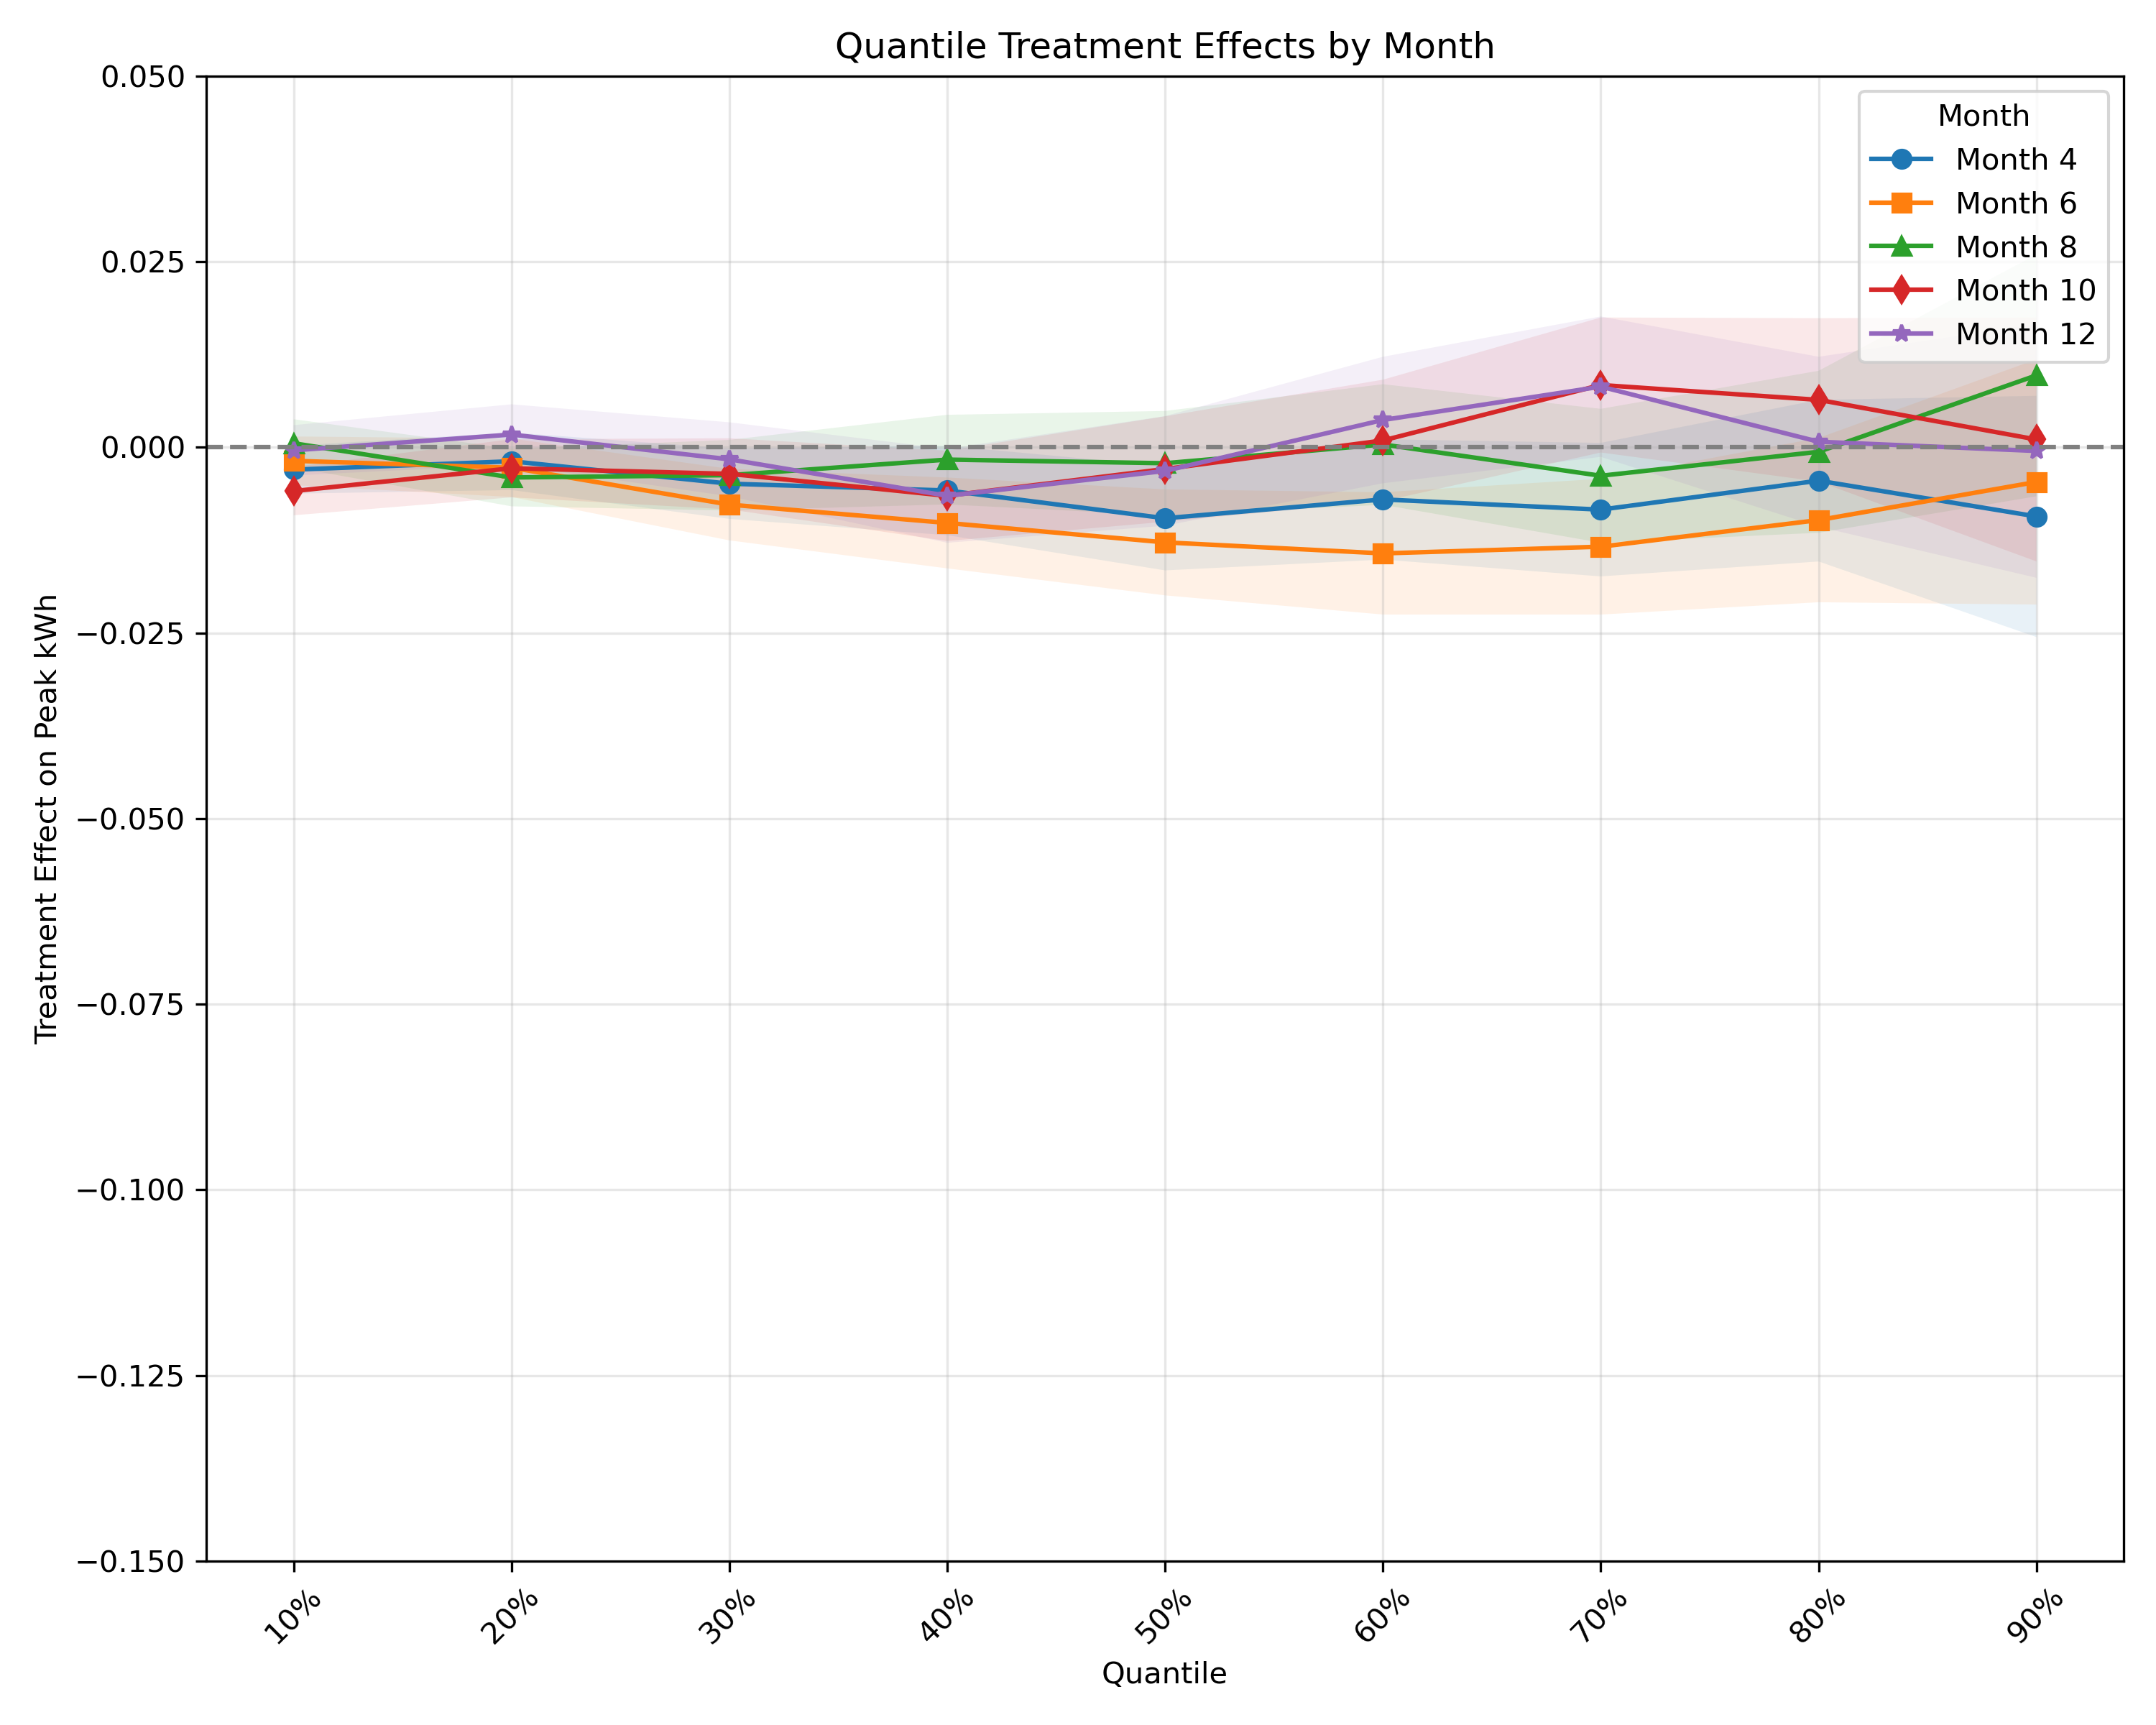 Quantile Treatment Effects by Month
0.050
0.025
0.000
−0.025
−0.050
−0.075
−0.100
−0.125
−0.150
Treatment Effect on Peak kWh
Month
Month 4
Month 6
Month 8
Month 10
Month 12
10%
20%
30%
40%
50%
60%
70%
80%
90%
Quantile